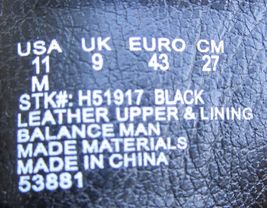 USA UK EURO CM
11 9 43 27
M
STK#: H51917 BLACK
LEATHER UPPER & LINING
BALANCE MAN
MADE MATERIALS
MADE IN CHINA
53881